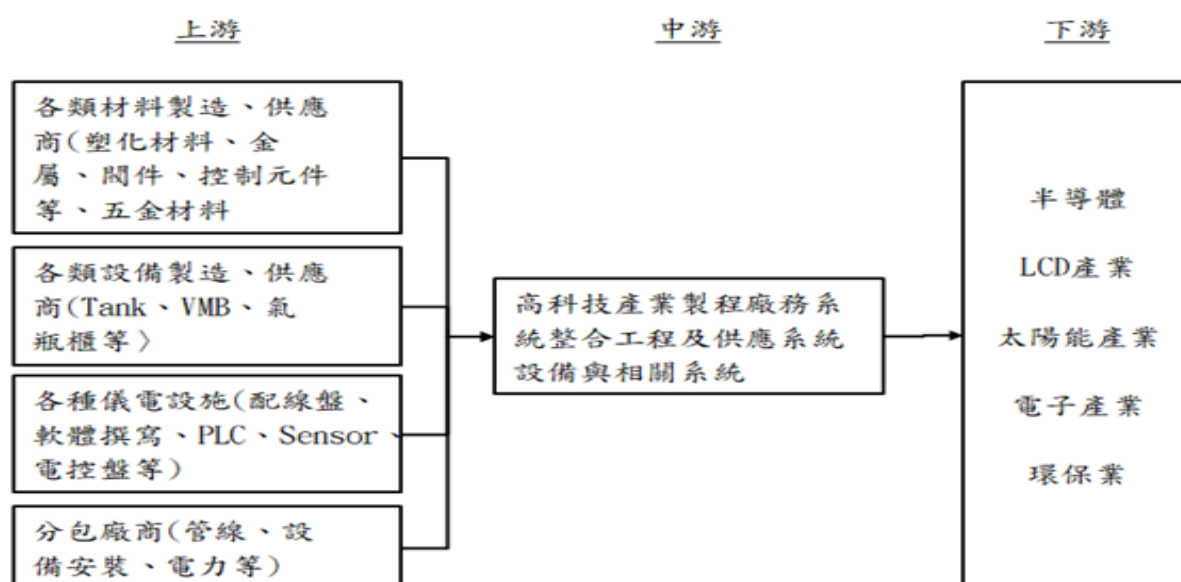 上游
中游
下游
各類材料製造、供應
商(塑化材料、金
屬、閥件、控制元件
等、五金材料
各類設備製造、供應
商(Tank、VMB、氣
瓶櫃等〉
各種儀電設施(配線盤、
軟體撰寫、PLC、Sensor、
電控盤等)
分包廠商(管線、設
備安裝、電力等)
高科技產業製程廠務系
統整合工程及供應系統
設備與相關系統
半導體
LCD產業
太陽能產業
電子產業
環保業